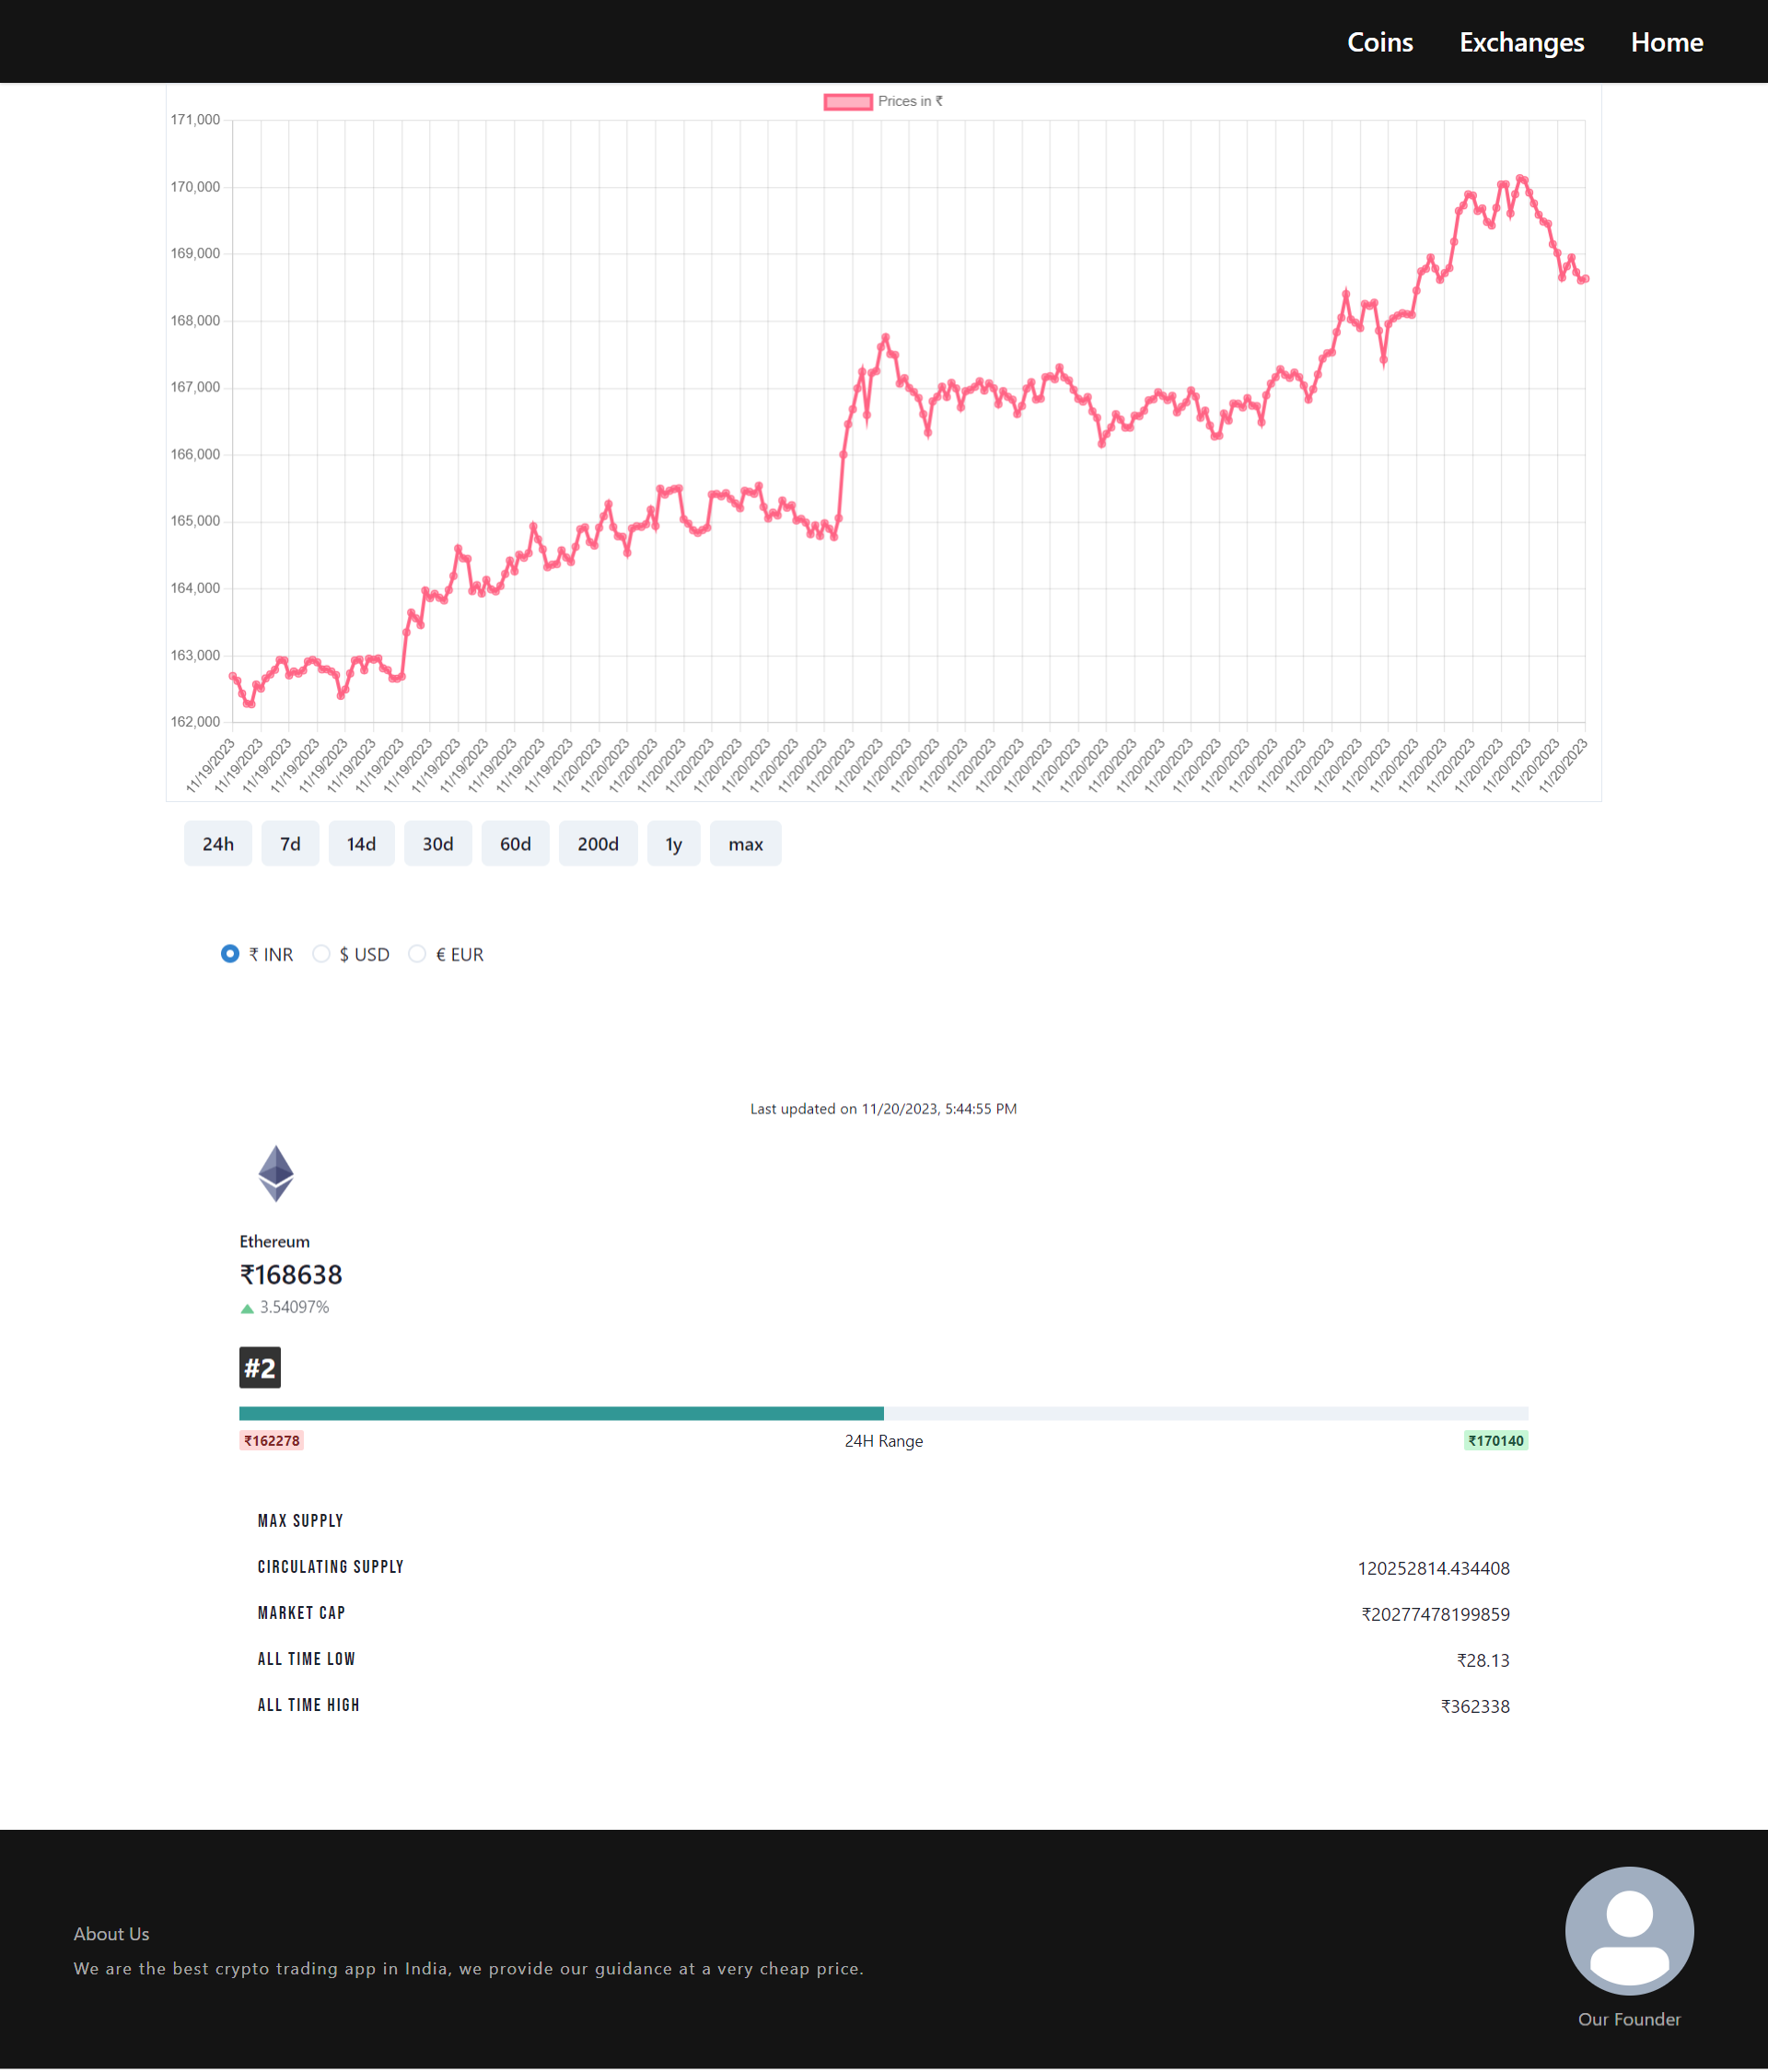 Coins Exchanges Home
Prices in ₹
171,000
170,000
169,000
168,000
167,000
166,000
165,000
164,000
163,000
162,000
11/19/2023 11/19/2023 11/19/2023 11/19/2023 11/19/2023 11/19/2023 11/19/2023 11/19/2023 11/19/2023 11/19/2023 11/19/2023 11/19/2023 11/19/2023 11/20/2023 11/20/2023 11/20/2023 11/20/2023 11/20/2023 11/20/2023 11/20/2023 11/20/2023 11/20/2023 11/20/2023 11/20/2023 11/20/2023 11/20/2023 11/20/2023 11/20/2023 11/20/2023 11/20/2023 11/20/2023 11/20/2023 11/20/2023 11/20/2023 11/20/2023 11/20/2023 11/20/2023 11/20/2023 11/20/2023 11/20/2023 11/20/2023 11/20/2023 11/20/2023 11/20/2023 11/20/2023 11/20/2023 11/20/2023 11/20/2023 11/20/2023
24h 7d 14d 30d 60d 200d 1y max
₹ INR $ USD € EUR
Last updated on 11/20/2023, 5:44:55 PM
Ethereum
₹168638
3.54097%
#2
₹162278 24H Range ₹170140
MAX SUPPLY
CIRCULATING SUPPLY 120252814.434408
MARKET CAP ₹20277478199859
ALL TIME LOW ₹28.13
ALL TIME HIGH ₹362338
About Us
We are the best crypto trading app in India, we provide our guidance at a very cheap price.
Our Founder